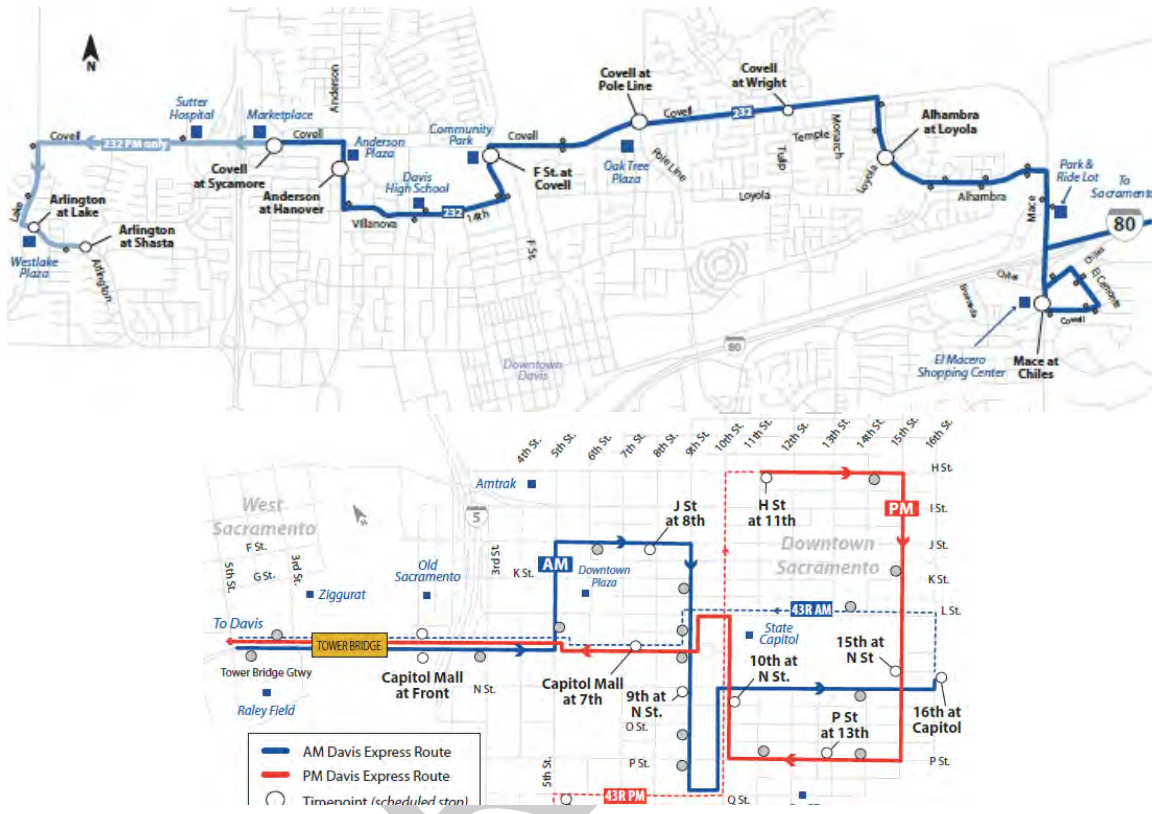 N
Anderson
Sutter
Hospital
Marketplace
Covell
232 PM only
Covell
Covell
at Sycamore
Anderson
at Hanover
Anderson
Plaza
Davis
High School
Community
Park
Covell
F St. at
Covell
Villanova
232
14th
F St.
Lake
Arlington
at Lake
Arlington
at Shasta
Westlake
Plaza
Arlington
Covell at
Pole Line
Covell
232
Covell
at Wright
Oak Tree
Plaza
Pole Line
Temple
Tulip
Monarch
Loyola
Loyola
Alhambra
at Loyola
Alhambra
Mace
Park &
Ride Lot
To
Sacramento
80
80
Chiles
Chiles
Covell
El Macero
Shopping Center
Mace at
Chiles
Downtown
Davis
4th St.
5th St.
6th St.
7th St.
8th St.
9th St.
10th St.
11th St.
12th St.
13th St.
14th St.
15th St.
16th St.
H St.
I St.
J St.
K St.
L St.
P St.
Amtrak
West
Sacramento
5
F St.
G St.
5th St.
3rd St.
3rd St.
K St.
Ziggurat
Old
Sacramento
AM
J St
at 8th
Downtown
Plaza
H St
at 11th
PM
Downtown
Sacramento
43R AM
State
Capitol
To Davis
TOWER BRIDGE
Tower Bridge Gtwy
Raley Field
Capitol Mall
at Front
N St.
Capitol Mall
at 7th
9th at
N St.
10th at
N St.
15th at
N St.
16th at
Capitol
P St
at 13th
O St.
P St.
Q St.
5th St.
43R PM
AM Davis Express Route
PM Davis Express Route
Timepoint (scheduled stop)